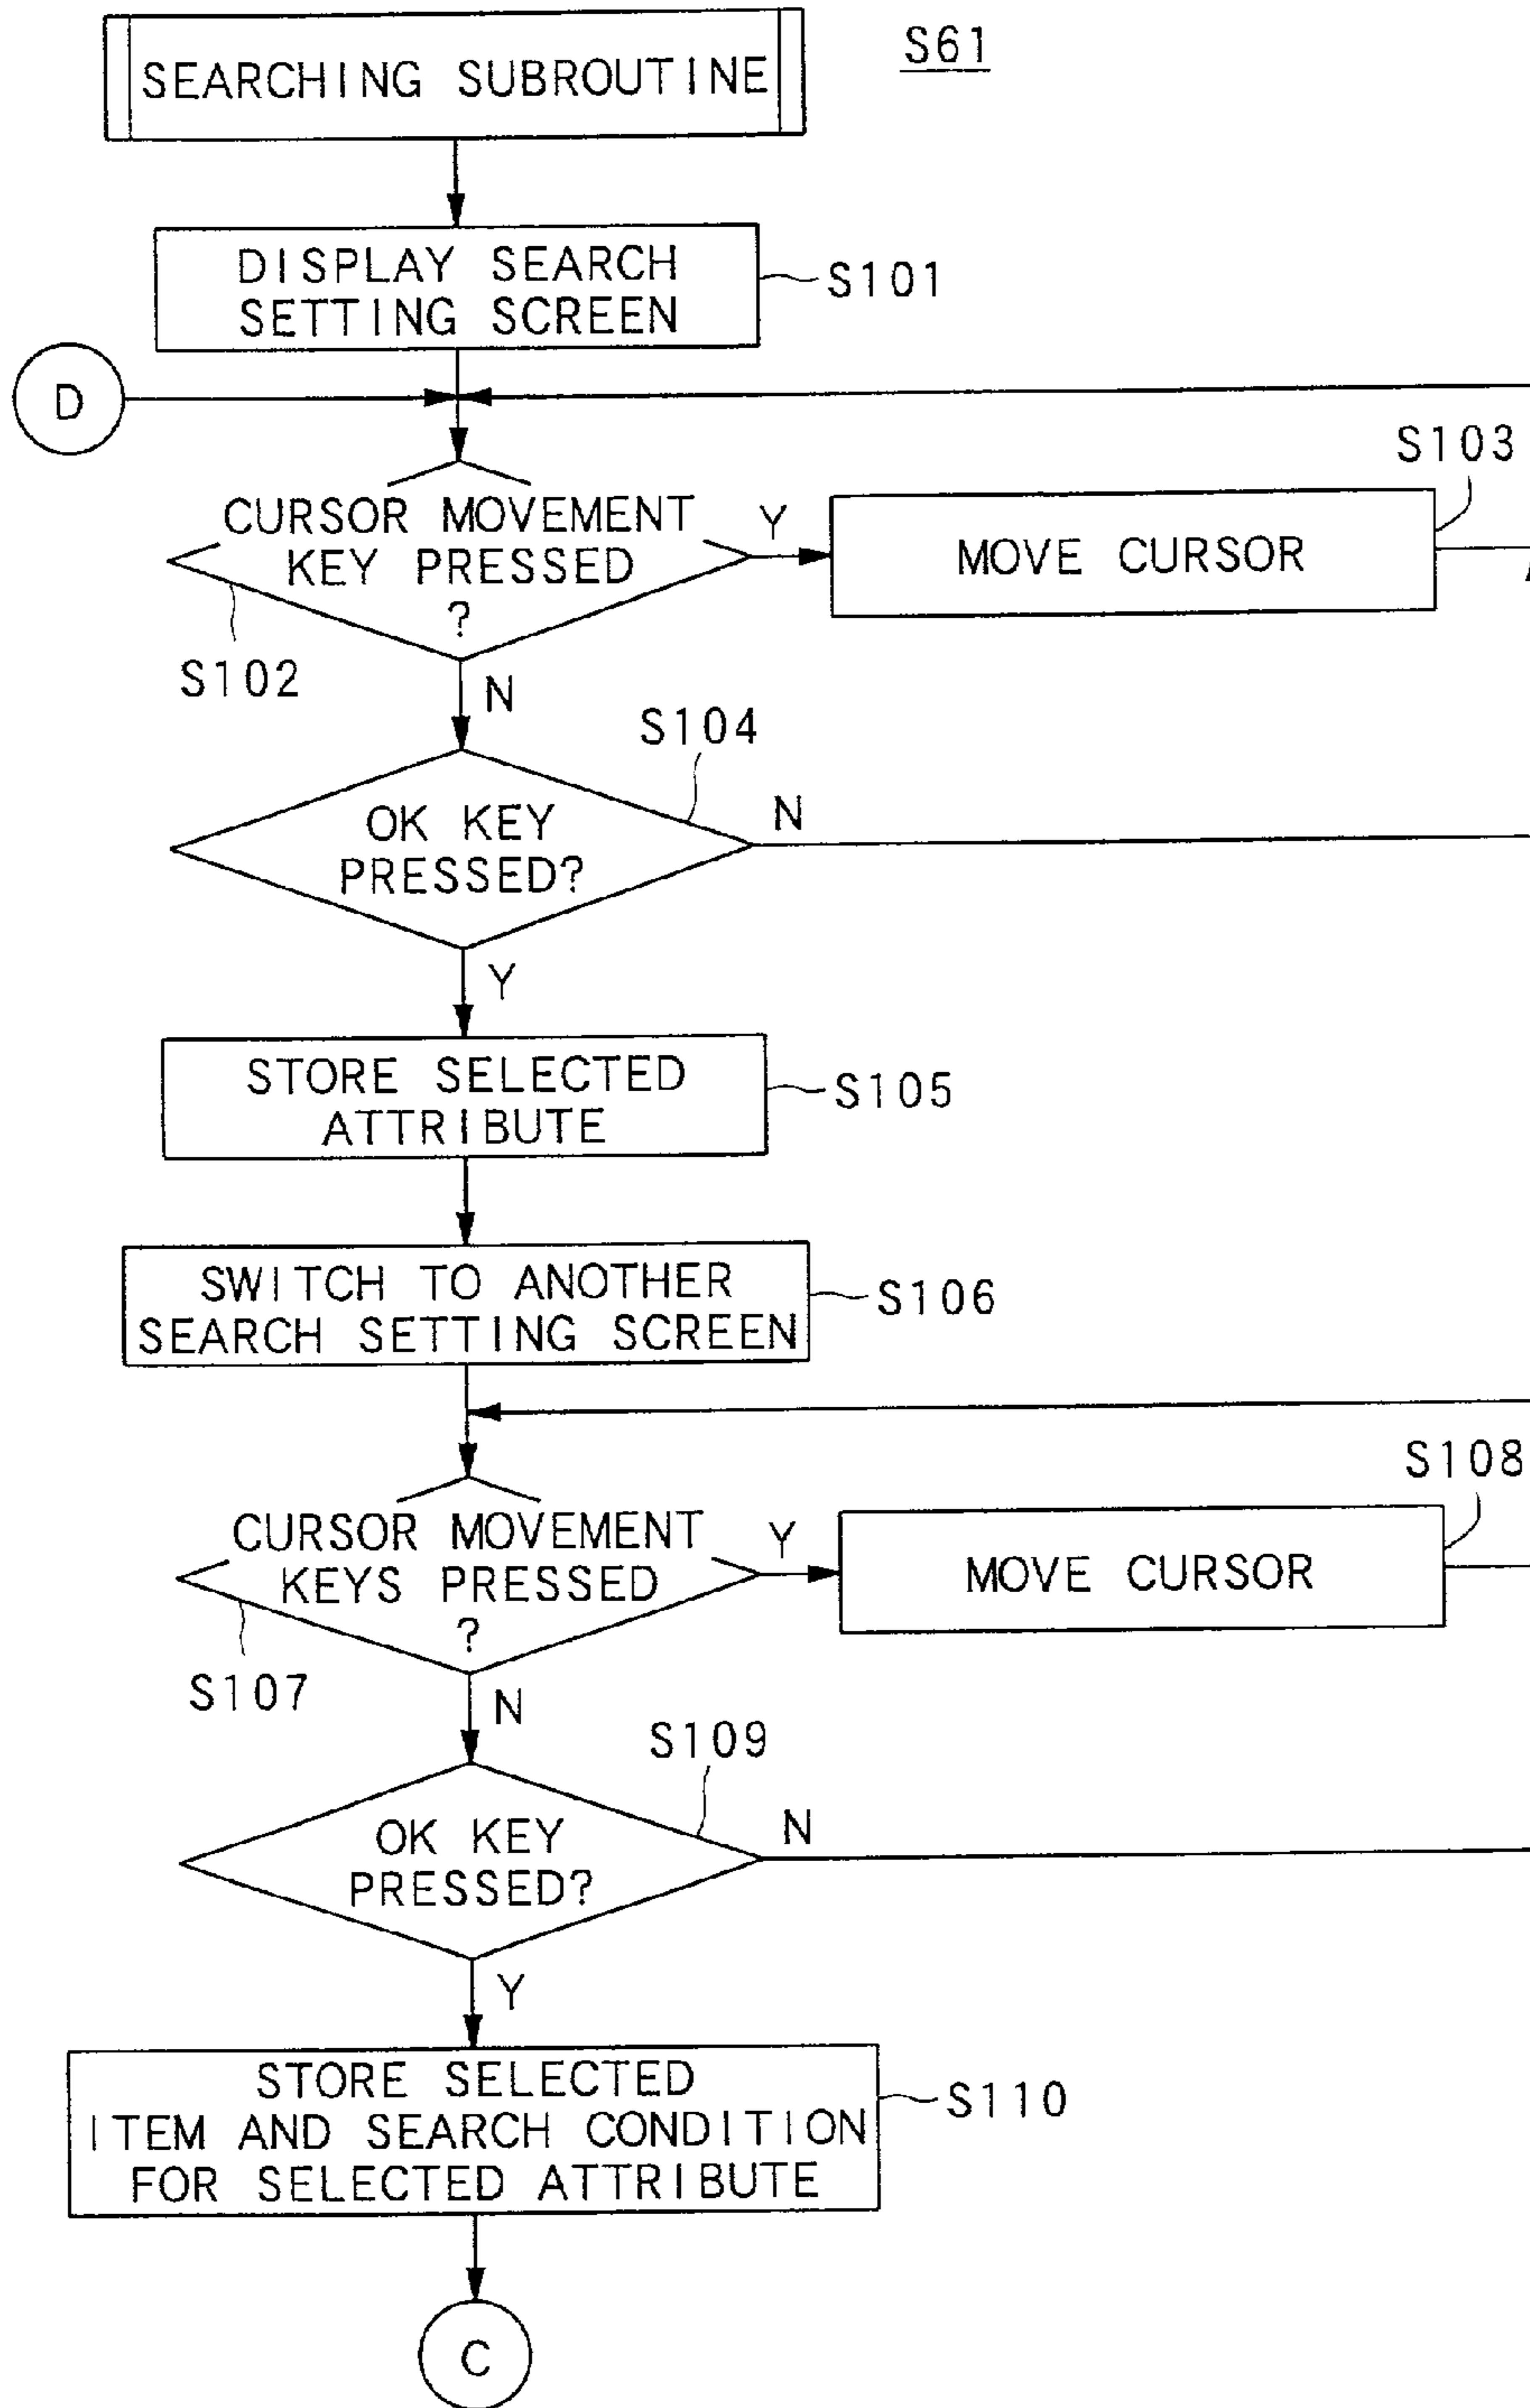 SEARCHING SUBROUTINE
S61
DISPLAY SEARCH
SETTING SCREEN
S101
D
CURSOR MOVEMENT
KEY PRESSED
?
S102
Y
S103
MOVE CURSOR
N
S104
OK KEY
PRESSED?
N
Y
STORE SELECTED
ATTRIBUTE
S105
SWITCH TO ANOTHER
SEARCH SETTING SCREEN
S106
CURSOR MOVEMENT
KEYS PRESSED
?
S107
Y
S108
MOVE CURSOR
N
S109
OK KEY
PRESSED?
N
Y
STORE SELECTED
ITEM AND SEARCH CONDITION
FOR SELECTED ATTRIBUTE
S110
C